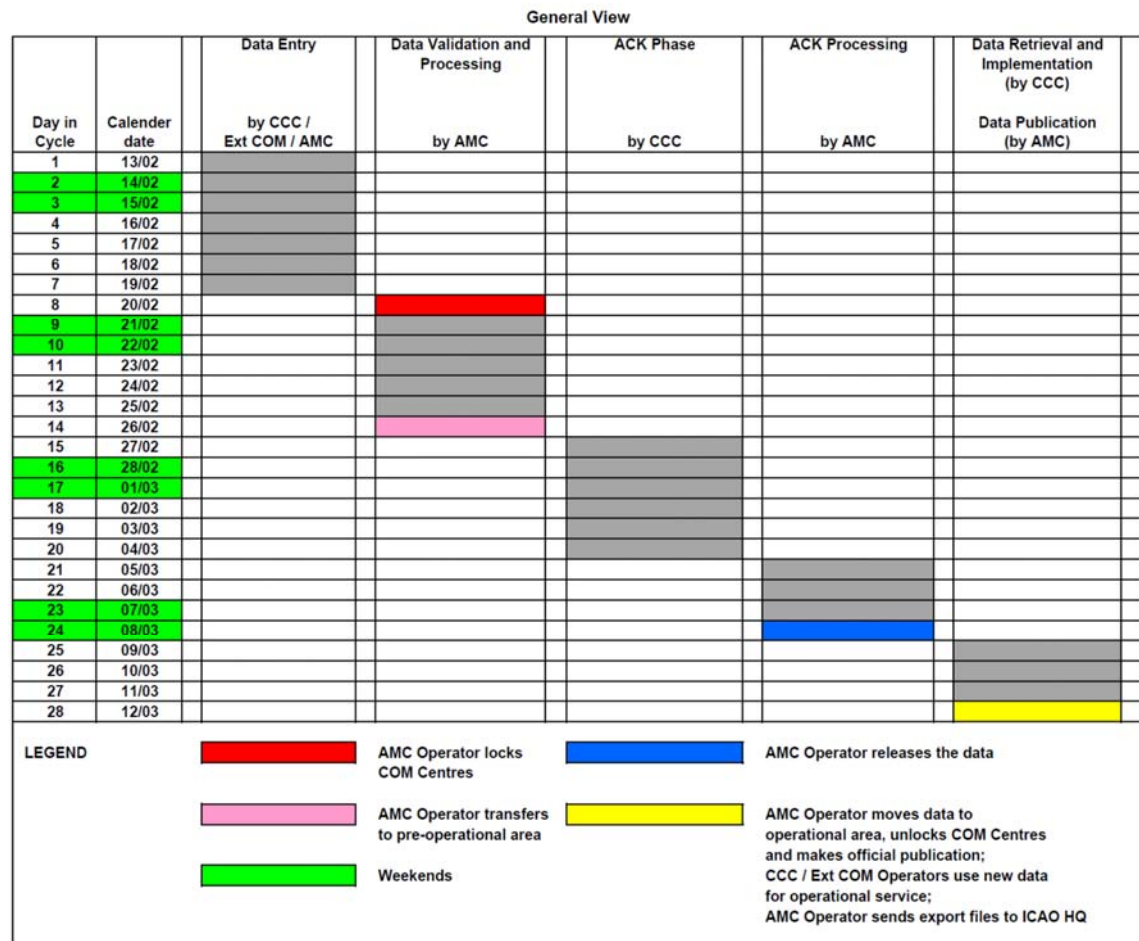 General View
Data Entry
Data Validation and
Processing
ACK Phase
ACK Processing
Data Retrieval and
Implementation
(by CCC)
Day in
Cycle
Calender
date
by CCC /
Ext COM / AMC
by AMC
by CCC
by AMC
Data Publication
(by AMC)
1 13/02
2 14/02
3 15/02
4 16/02
5 17/02
6 18/02
7 19/02
8 20/02
9 21/02
10 22/02
11 23/02
12 24/02
13 25/02
14 26/02
15 27/02
16 28/02
17 01/03
18 02/03
19 03/03
20 04/03
21 05/03
22 06/03
23 07/03
24 08/03
25 09/03
26 10/03
27 11/03
28 12/03
LEGEND
AMC Operator locks
COM Centres
AMC Operator releases the data
AMC Operator transfers
to pre-operational area
AMC Operator moves data to
operational area, unlocks COM Centres
and makes official publication;
CCC / Ext COM Operators use new data
for operational service;
AMC Operator sends export files to ICAO HQ
Weekends